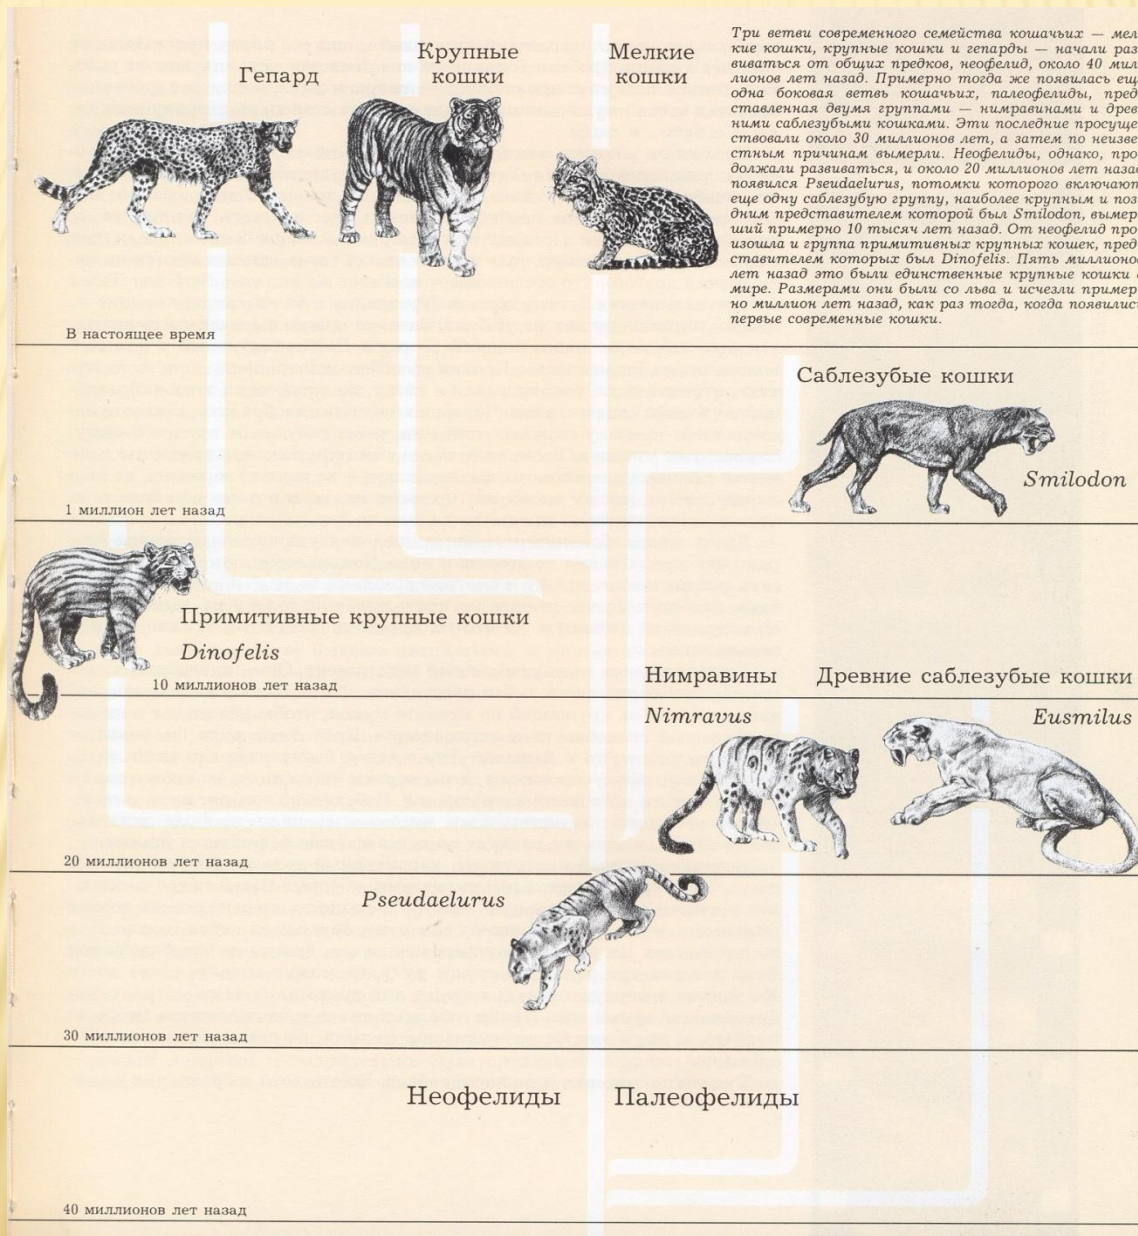 Гепард
Крупные
кошки
Мелкие
кошки
Три ветви современного семейства кошачьих — мел-
кие кошки, крупные кошки и гепарды — начали раз-
виваться от общих предков, неофелид, около 40 мил-
лионов лет назад. Примерно тогда же появилась ещ
одна боковая ветвь кошачьих, палеофелиды, пред-
ставленная двумя группами — нимравинами и древ-
ними саблезубыми кошками. Эти последние просуще-
ствовали около 30 миллионов лет, а затем по неизве-
стным причинам вымерли. Неофелиды, однако, про-
должали развиваться, и около 20 миллионов лет назад
появился Pseudaelurus, потомки которого включают
еще одну саблезубую группу, наиболее крупным и поз-
дним представителем которой был Smilodon, вымер-
ший примерно 10 тысяч лет назад. От неофелид про-
изошла и группа примитивных крупных кошек, пред-
ставителем которых был Dinofelis. Пять миллионов
лет назад это были единственные крупные кошки в
мире. Размерами они были со льва и исчезли пример-
но миллион лет назад, как раз тогда, когда появились
первые современные кошки.
В настоящее время
Саблезубые кошки
Smilodon
1 миллион лет назад
Примитивные крупные кошки
Dinofelis
10 миллионов лет назад
Нимравины
Древние саблезубые кошки
Nimravus
Eusmilus
20 миллионов лет назад
Pseudaelurus
30 миллионов лет назад
Неофелиды
Палеофелиды
40 миллионов лет назад